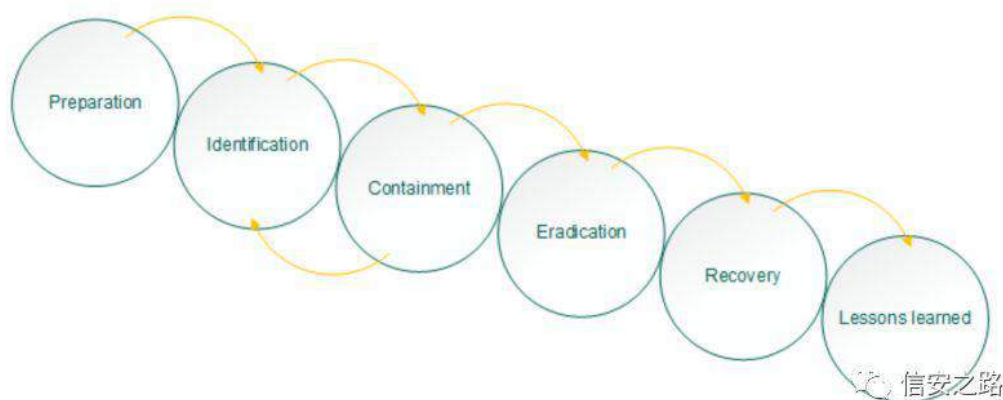 Preparation
Identification
Containment
Eradication
Recovery
Lessons learned
信安之路